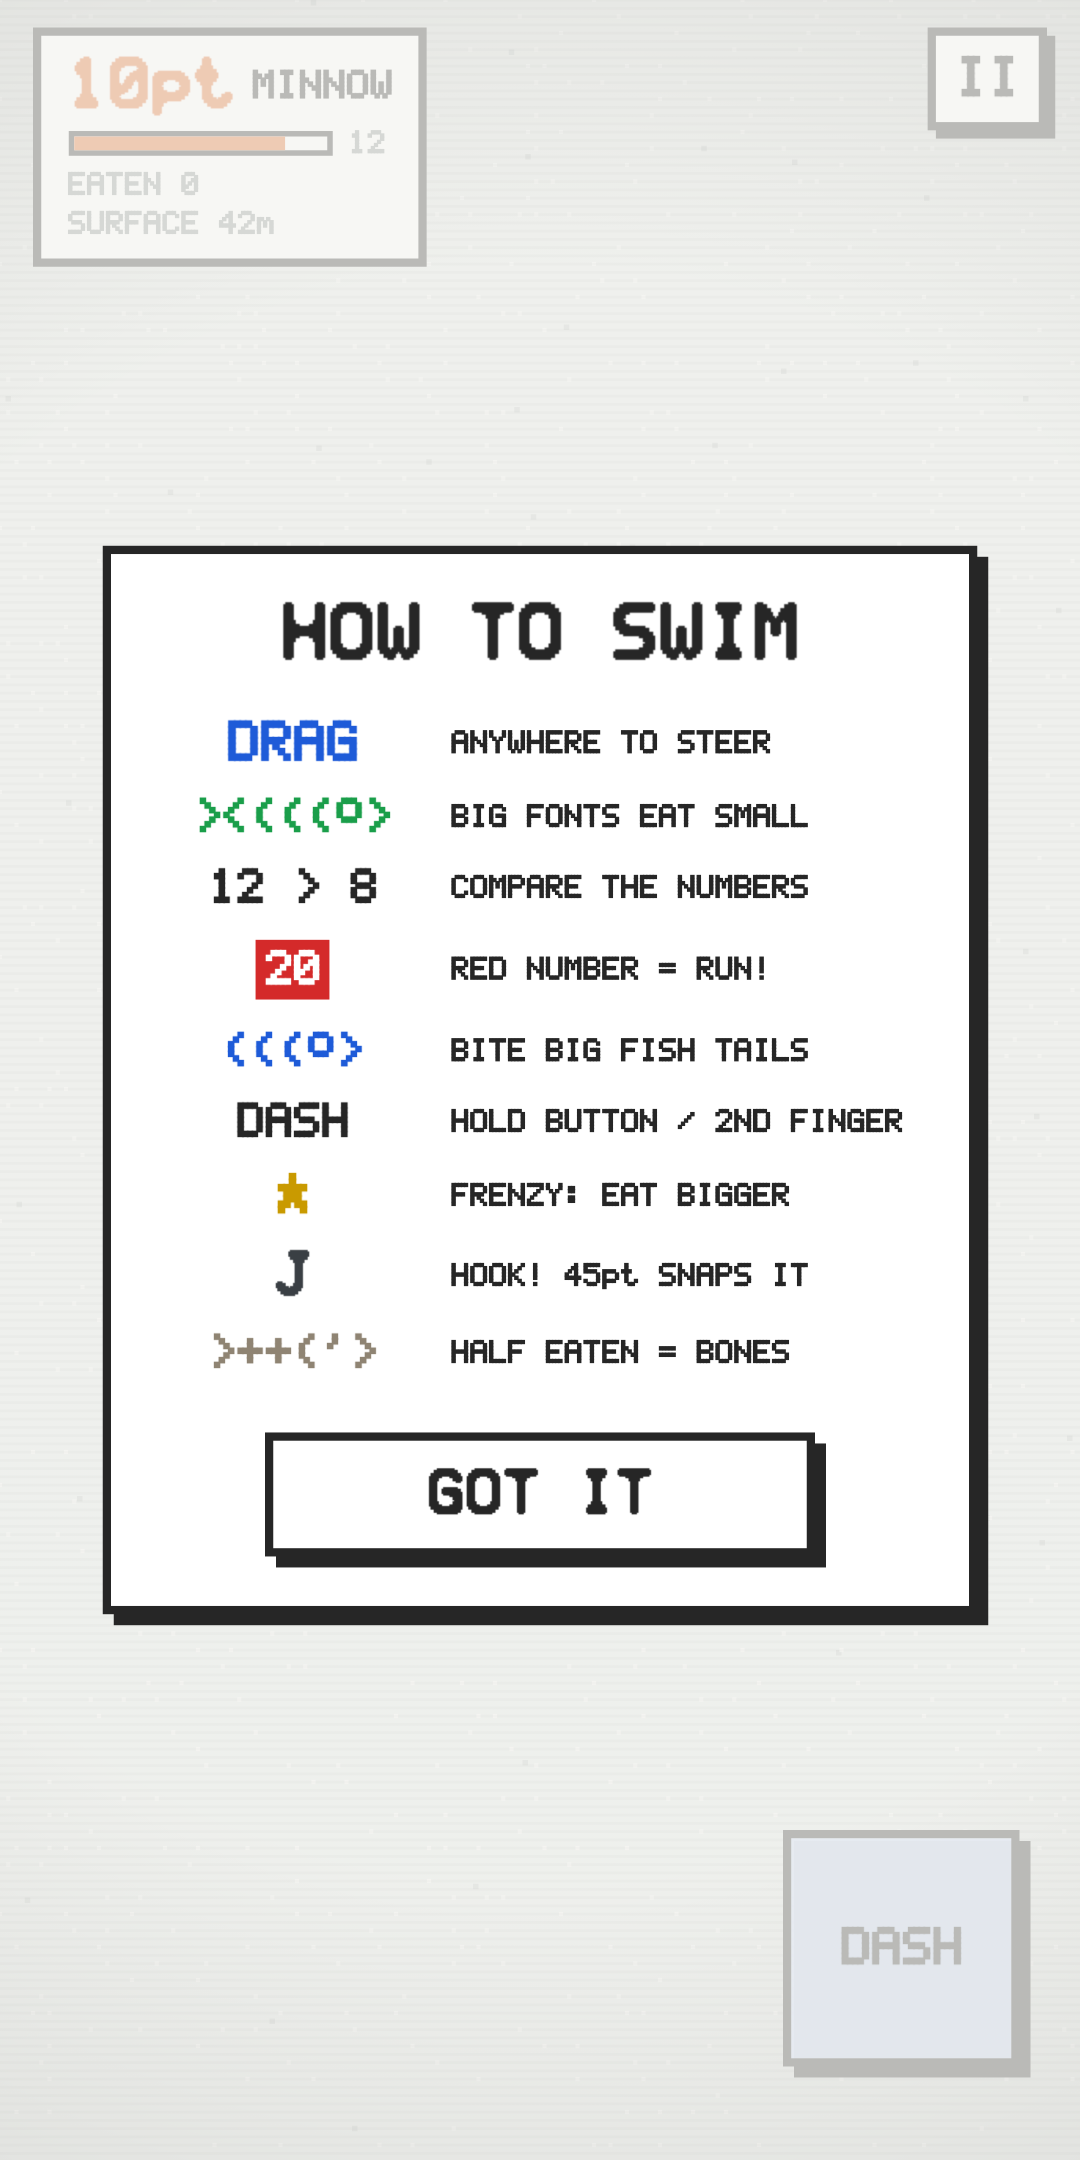 10pt MINNOW
12
EATEN 0
SURFACE 42m
II
HOW TO SWIM
DRAG ANYWHERE TO STEER
><(((º> BIG FONTS EAT SMALL
12 > 8 COMPARE THE NUMBERS
20 RED NUMBER = RUN!
(((º> BITE BIG FISH TAILS
DASH HOLD BUTTON / 2ND FINGER
★ FRENZY: EAT BIGGER
J HOOK! 45pt SNAPS IT
>++('> HALF EATEN = BONES
GOT IT
DASH